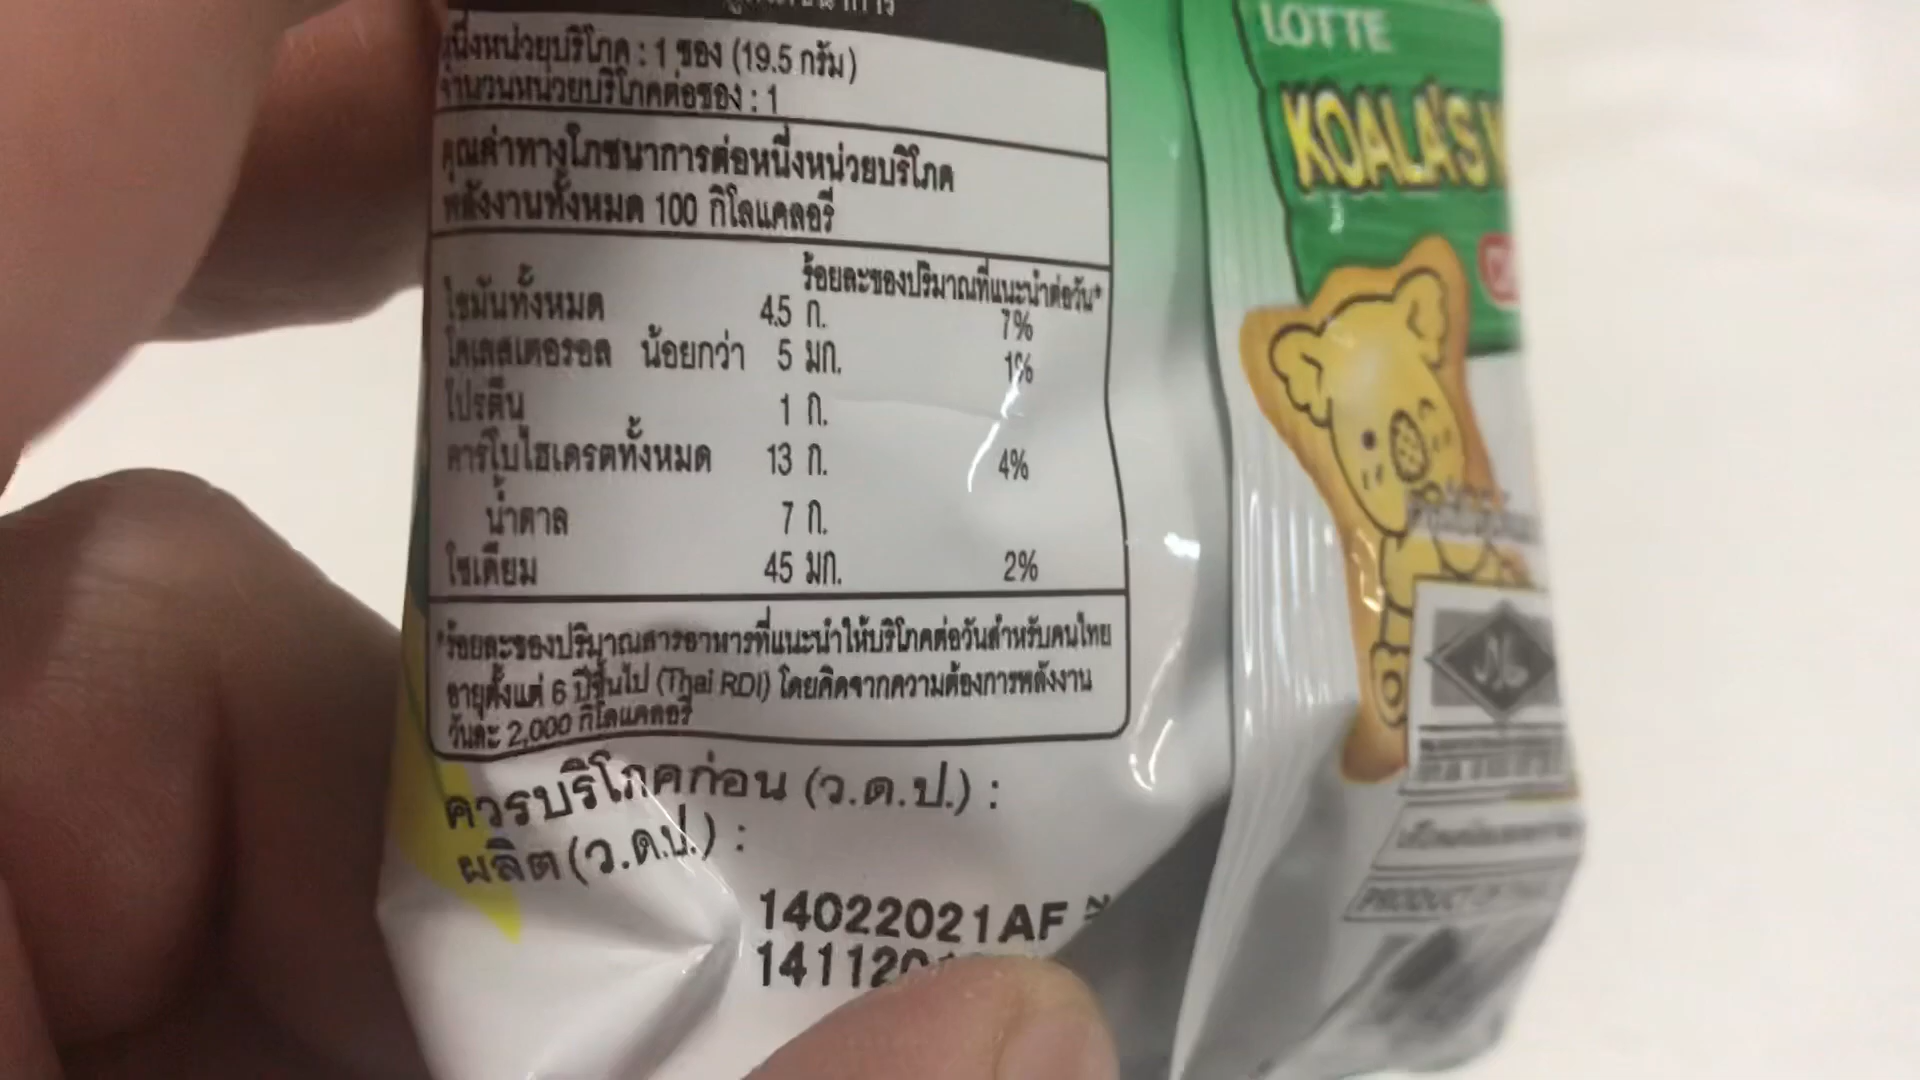 หนึ่งหน่วยบริโภค : 1 ซอง (19.5 กรัม)
จำนวนหน่วยบริโภคต่อซอง : 1
คุณค่าทางโภชนาการต่อหนึ่งหน่วยบริโภค
พลังงานทั้งหมด 100 กิโลแคลอรี
ร้อยละของปริมาณที่แนะนำต่อวัน*
ไขมันทั้งหมด 4.5 ก. 7%
โคเลสเตอรอล น้อยกว่า 5 มก. 1%
โปรตีน 1 ก.
คาร์โบไฮเดรตทั้งหมด 13 ก. 4%
น้ำตาล 7 ก.
โซเดียม 45 มก. 2%
*ร้อยละของปริมาณสารอาหารที่แนะนำให้บริโภคต่อวันสำหรับคนไทย
อายุตั้งแต่ 6 ปีขึ้นไป (Thai RDI) โดยคิดจากความต้องการพลังงาน
วันละ 2,000 กิโลแคลอรี
ควรบริโภคก่อน (ว.ด.ป.) :
ผลิต (ว.ด.ป.) :
14022021AF
14112
LOTTE
KOALA'S
PRODUCT OF